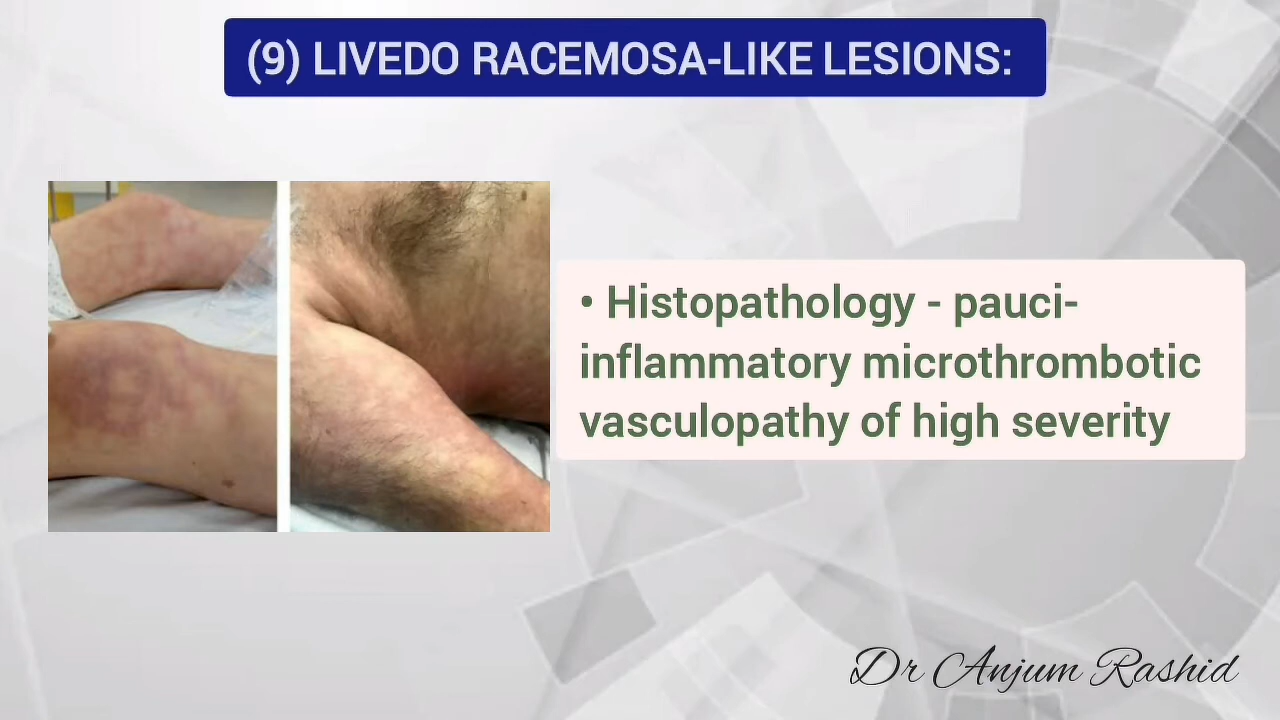 (9) LIVEDO RACEMOSA-LIKE LESIONS:
• Histopathology - pauci-
inflammatory microthrombotic
vasculopathy of high severity
Dr Anjum Rashid